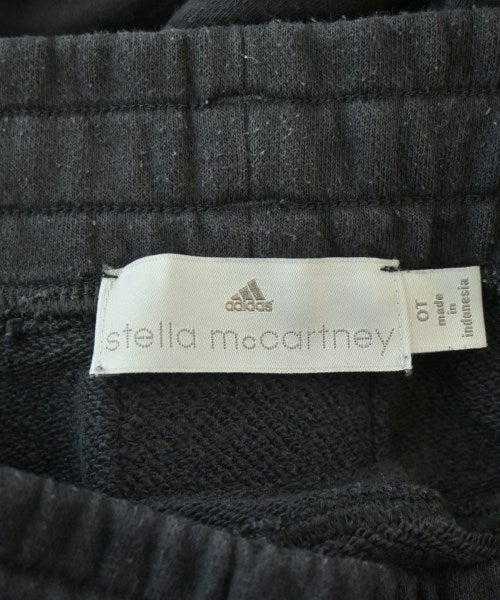 adidas
stella mccartney
OT
made
in
indonesia